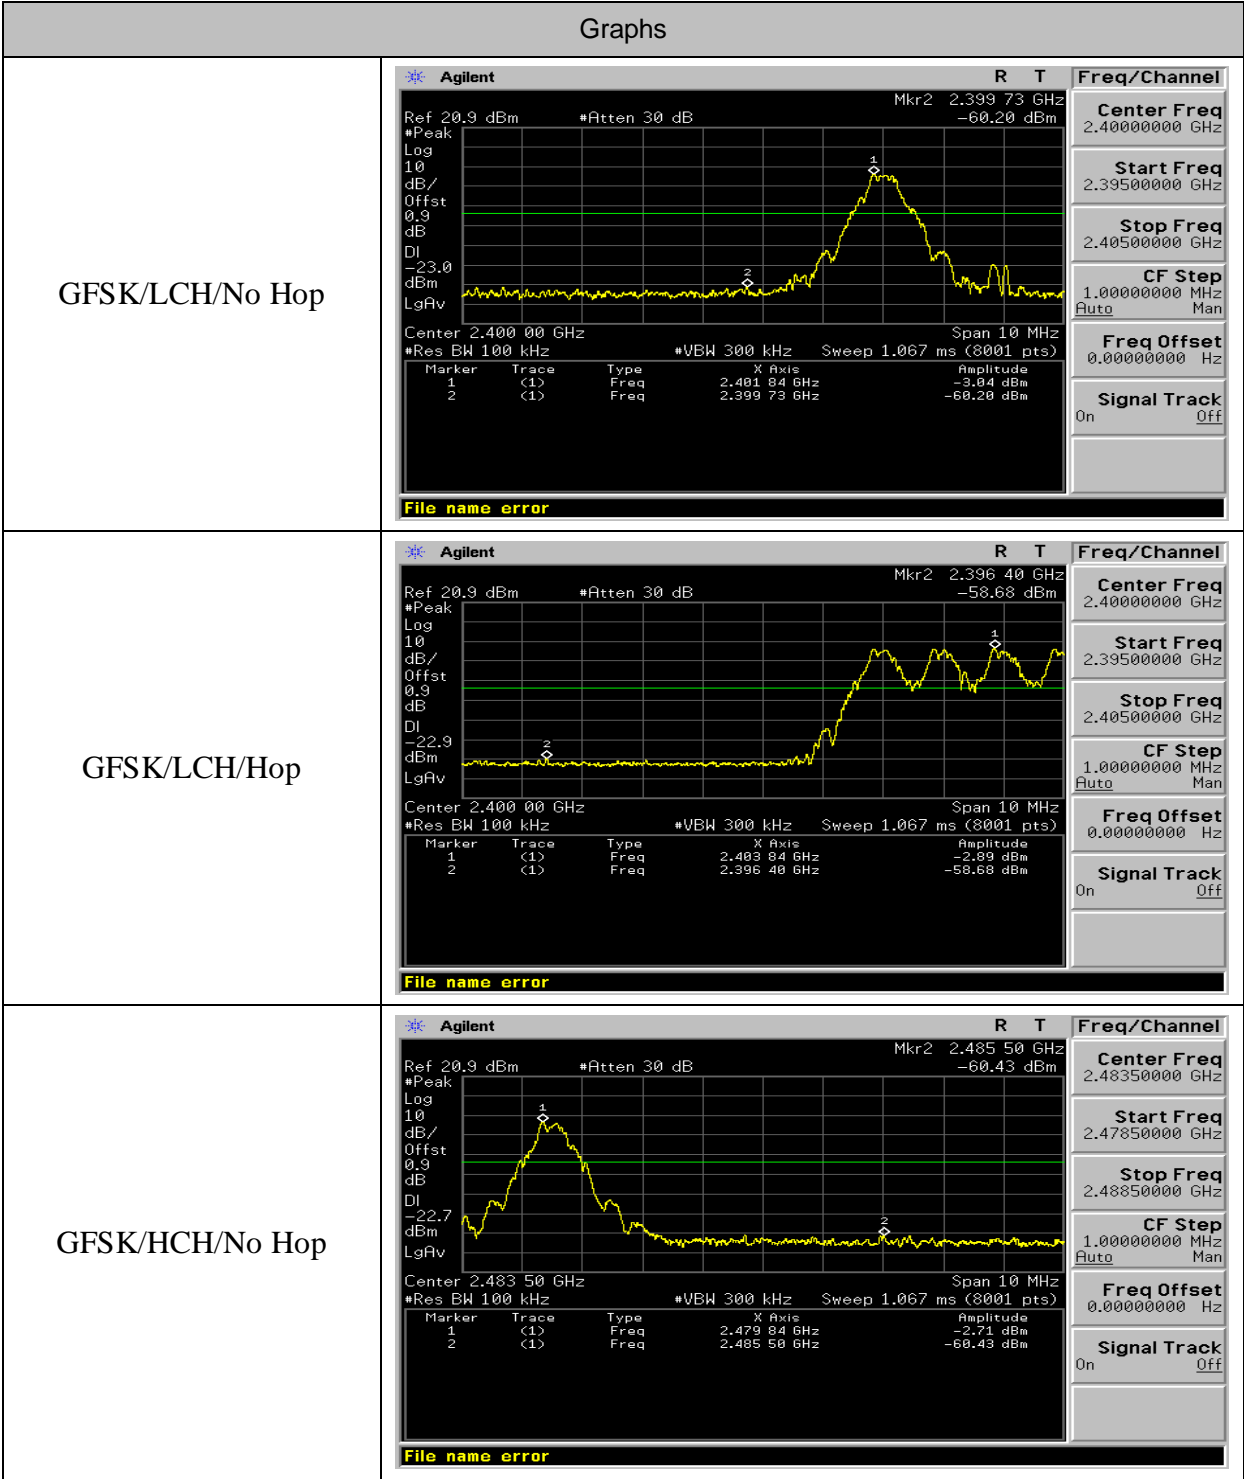 Graphs
GFSK/LCH/No Hop
Agilent R T Freq/Channel
Mkr2 2.399 73 GHz
Ref 20.9 dBm #Atten 30 dB -60.20 dBm
#Peak
Log
10
dB/
Offst
0.9
dB
DI
-23.0
dBm
LgAv
1
2
Center 2.400 00 GHz Span 10 MHz
#Res BW 100 kHz #VBW 300 kHz Sweep 1.067 ms (8001 pts)
Marker Trace Type X Axis Amplitude
1 (1) Freq 2.401 84 GHz -3.04 dBm
2 (1) Freq 2.399 73 GHz -60.20 dBm
File name error
Center Freq
2.40000000 GHz
Start Freq
2.39500000 GHz
Stop Freq
2.40500000 GHz
CF Step
1.00000000 MHz
Auto Man
Freq Offset
0.00000000 Hz
Signal Track
On Off
GFSK/LCH/Hop
Agilent R T Freq/Channel
Mkr2 2.396 40 GHz
Ref 20.9 dBm #Atten 30 dB -58.68 dBm
#Peak
Log
10
dB/
Offst
0.9
dB
DI
-22.9
dBm
LgAv
1
2
Center 2.400 00 GHz Span 10 MHz
#Res BW 100 kHz #VBW 300 kHz Sweep 1.067 ms (8001 pts)
Marker Trace Type X Axis Amplitude
1 (1) Freq 2.403 84 GHz -2.89 dBm
2 (1) Freq 2.396 40 GHz -58.68 dBm
File name error
Center Freq
2.40000000 GHz
Start Freq
2.39500000 GHz
Stop Freq
2.40500000 GHz
CF Step
1.00000000 MHz
Auto Man
Freq Offset
0.00000000 Hz
Signal Track
On Off
GFSK/HCH/No Hop
Agilent R T Freq/Channel
Mkr2 2.485 50 GHz
Ref 20.9 dBm #Atten 30 dB -60.43 dBm
#Peak
Log
10
dB/
Offst
0.9
dB
DI
-22.7
dBm
LgAv
1
2
Center 2.483 50 GHz Span 10 MHz
#Res BW 100 kHz #VBW 300 kHz Sweep 1.067 ms (8001 pts)
Marker Trace Type X Axis Amplitude
1 (1) Freq 2.479 84 GHz -2.71 dBm
2 (1) Freq 2.485 50 GHz -60.43 dBm
File name error
Center Freq
2.48350000 GHz
Start Freq
2.47850000 GHz
Stop Freq
2.48850000 GHz
CF Step
1.00000000 MHz
Auto Man
Freq Offset
0.00000000 Hz
Signal Track
On Off